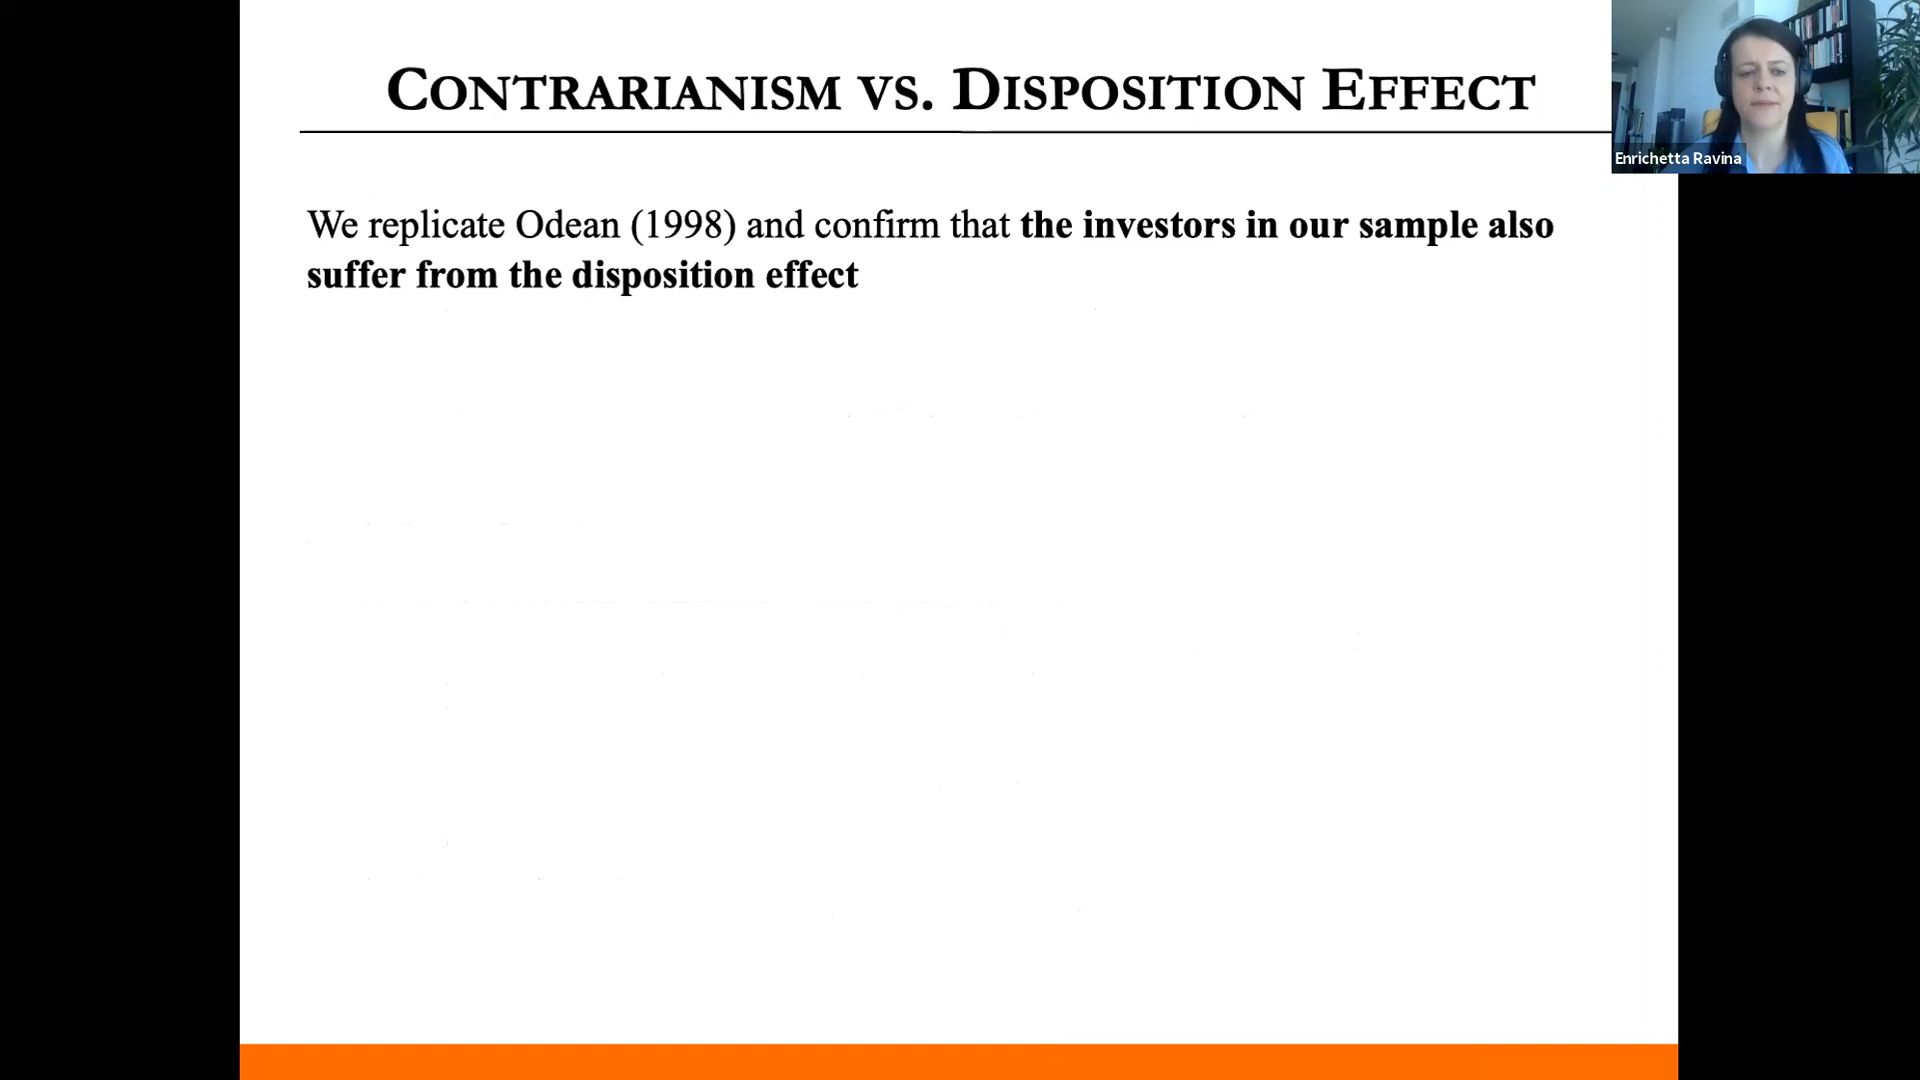 CONTRARIANISM VS. DISPOSITION EFFECT
Enrichetta Ravina
We replicate Odean (1998) and confirm that the investors in our sample also
suffer from the disposition effect